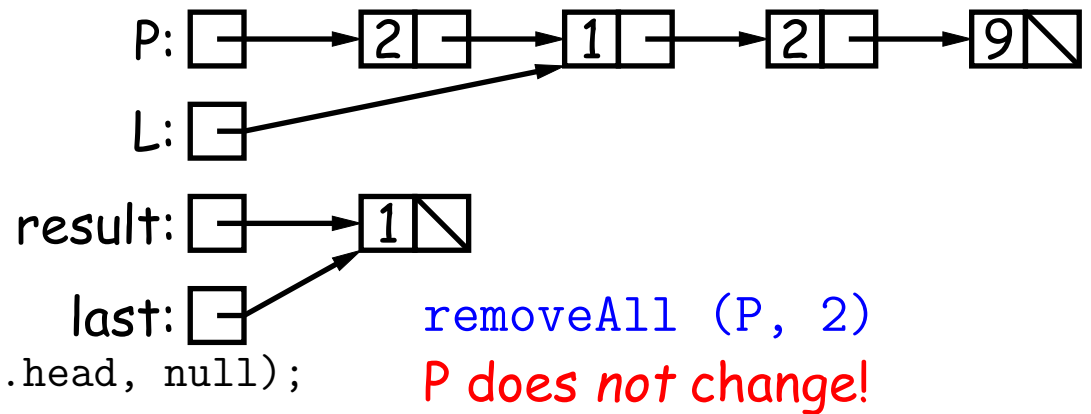 P: 2 1 2 9
L:
result: 1
last:
removeAll (P, 2)
.head, null);
P does not change!